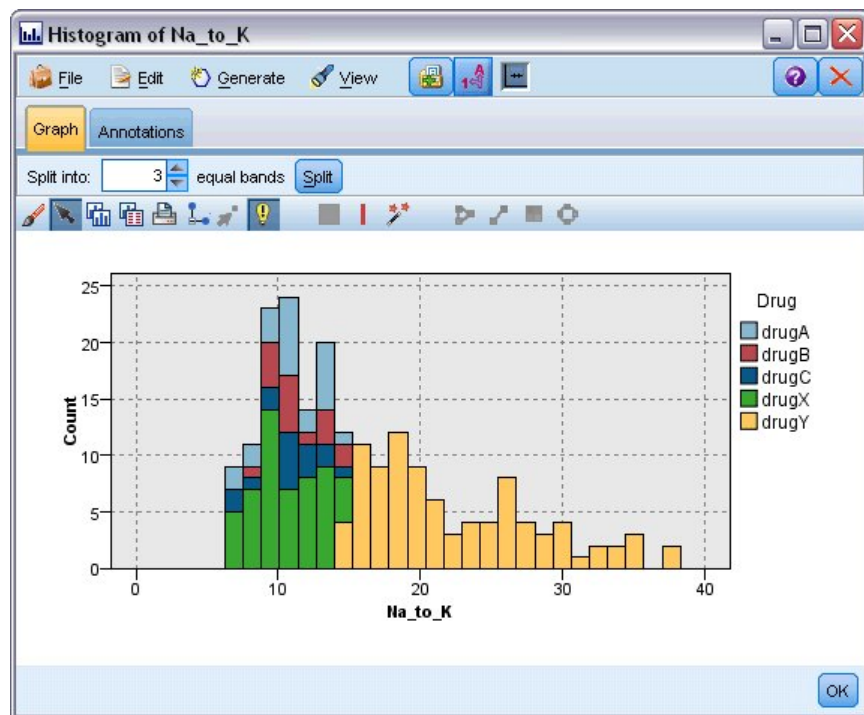 Histogram of Na_to_K
File Edit Generate View
Graph Annotations
Split into: 3 equal bands Split
Drug
drugA
drugB
drugC
drugX
drugY
Count
25
20
15
10
5
0
0 10 20 30 40
Na_to_K
OK